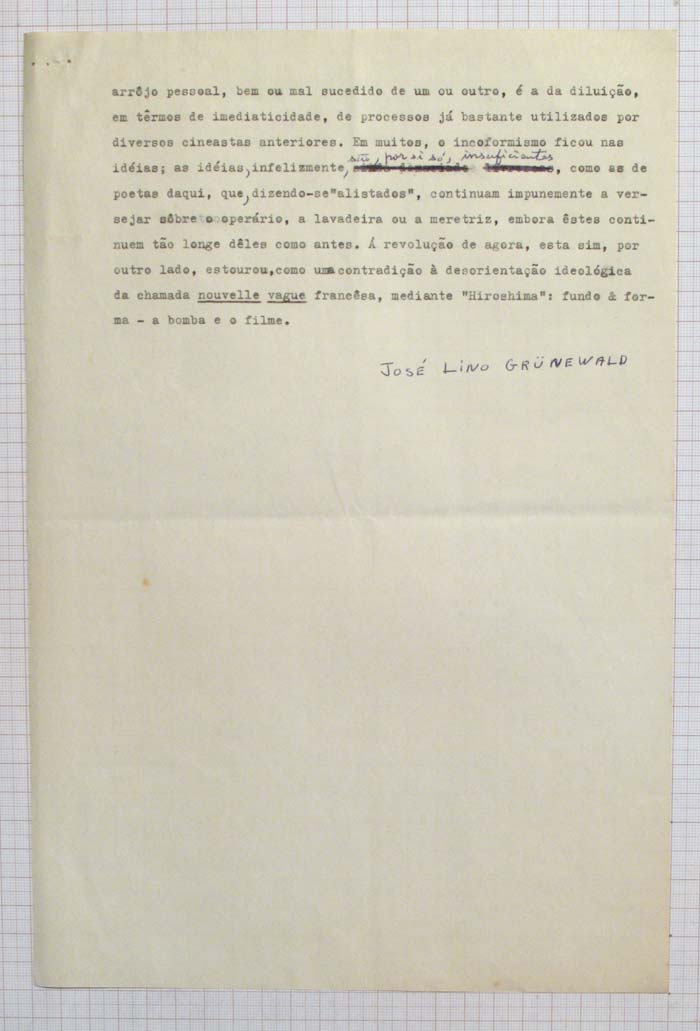 arrôjo pessoal, bem ou mal sucedido de um ou outro, é a da diluição,
em têrmos de imediaticidade, de processos já bastante utilizados por
diversos cineastas anteriores. Em muitos, o incoformismo ficou nas
são, por si só, insuficientes
idéias; as idéias, infelizmente, , como as de
poetas daqui, que, dizendo-se "alistados", continuam impunemente a ver-
sejar sôbre o operário, a lavadeira ou a meretriz, embora êstes conti-
nuem tão longe dêles como antes. Á revolução de agora, esta sim, por
outro lado, estourou, como uma contradição à desorientação ideológica
da chamada nouvelle vague francêsa, mediante "Hiroshima": fundo & for-
ma - a bomba e o filme.
JOSÉ LINO GRÜNEWALD